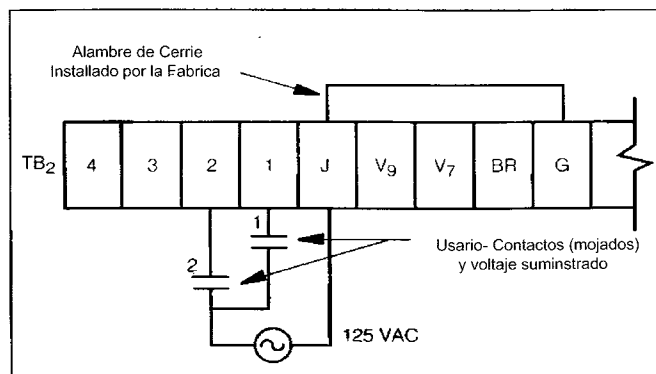 Alambre de Cerrie
Installado por la Fabrica
TB2 4 3 2 1 J V9 V7 BR G
1
2
Usario- Contactos (mojados)
y voltaje suminstrado
125 VAC